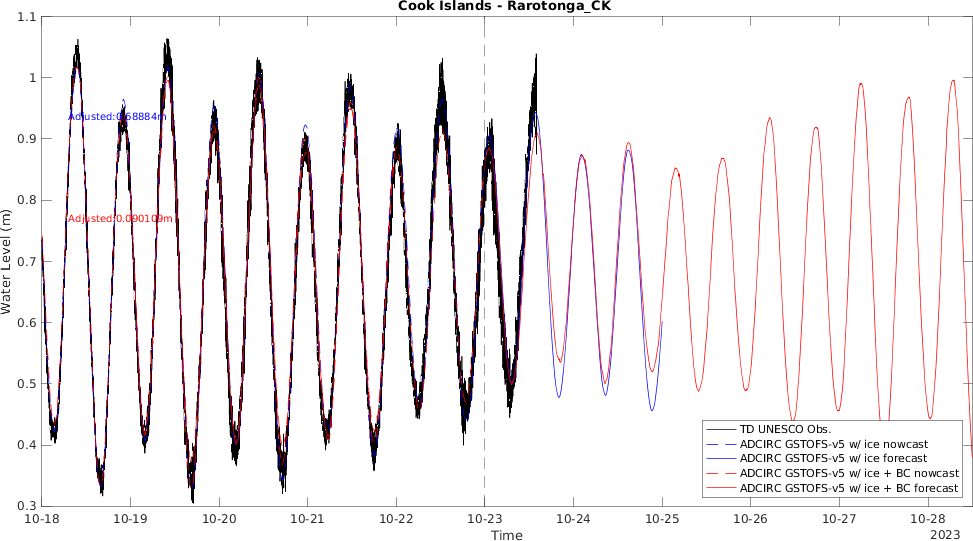 Cook Islands - Rarotonga_CK
1.1
1
0.9
0.8
0.7
0.6
0.5
0.4
0.3
Water Level (m)
Adjusted:0.68884m
Adjusted:0.090109m
TD UNESCO Obs.
ADCIRC GSTOFS-v5 w/ ice nowcast
ADCIRC GSTOFS-v5 w/ ice forecast
ADCIRC GSTOFS-v5 w/ ice + BC nowcast
ADCIRC GSTOFS-v5 w/ ice + BC forecast
10-18 10-19 10-20 10-21 10-22 10-23 10-24 10-25 10-26 10-27 10-28
2023
Time